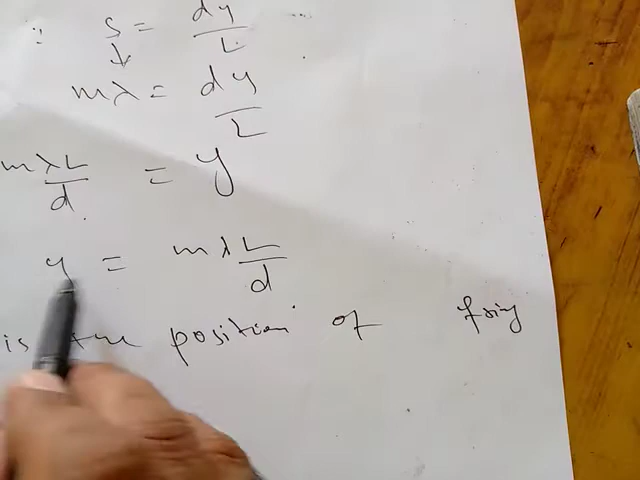 ∴ S = dy/L
↓
mλ = dy/L
mλL/d = y
y = mλL/d
is the position of fring